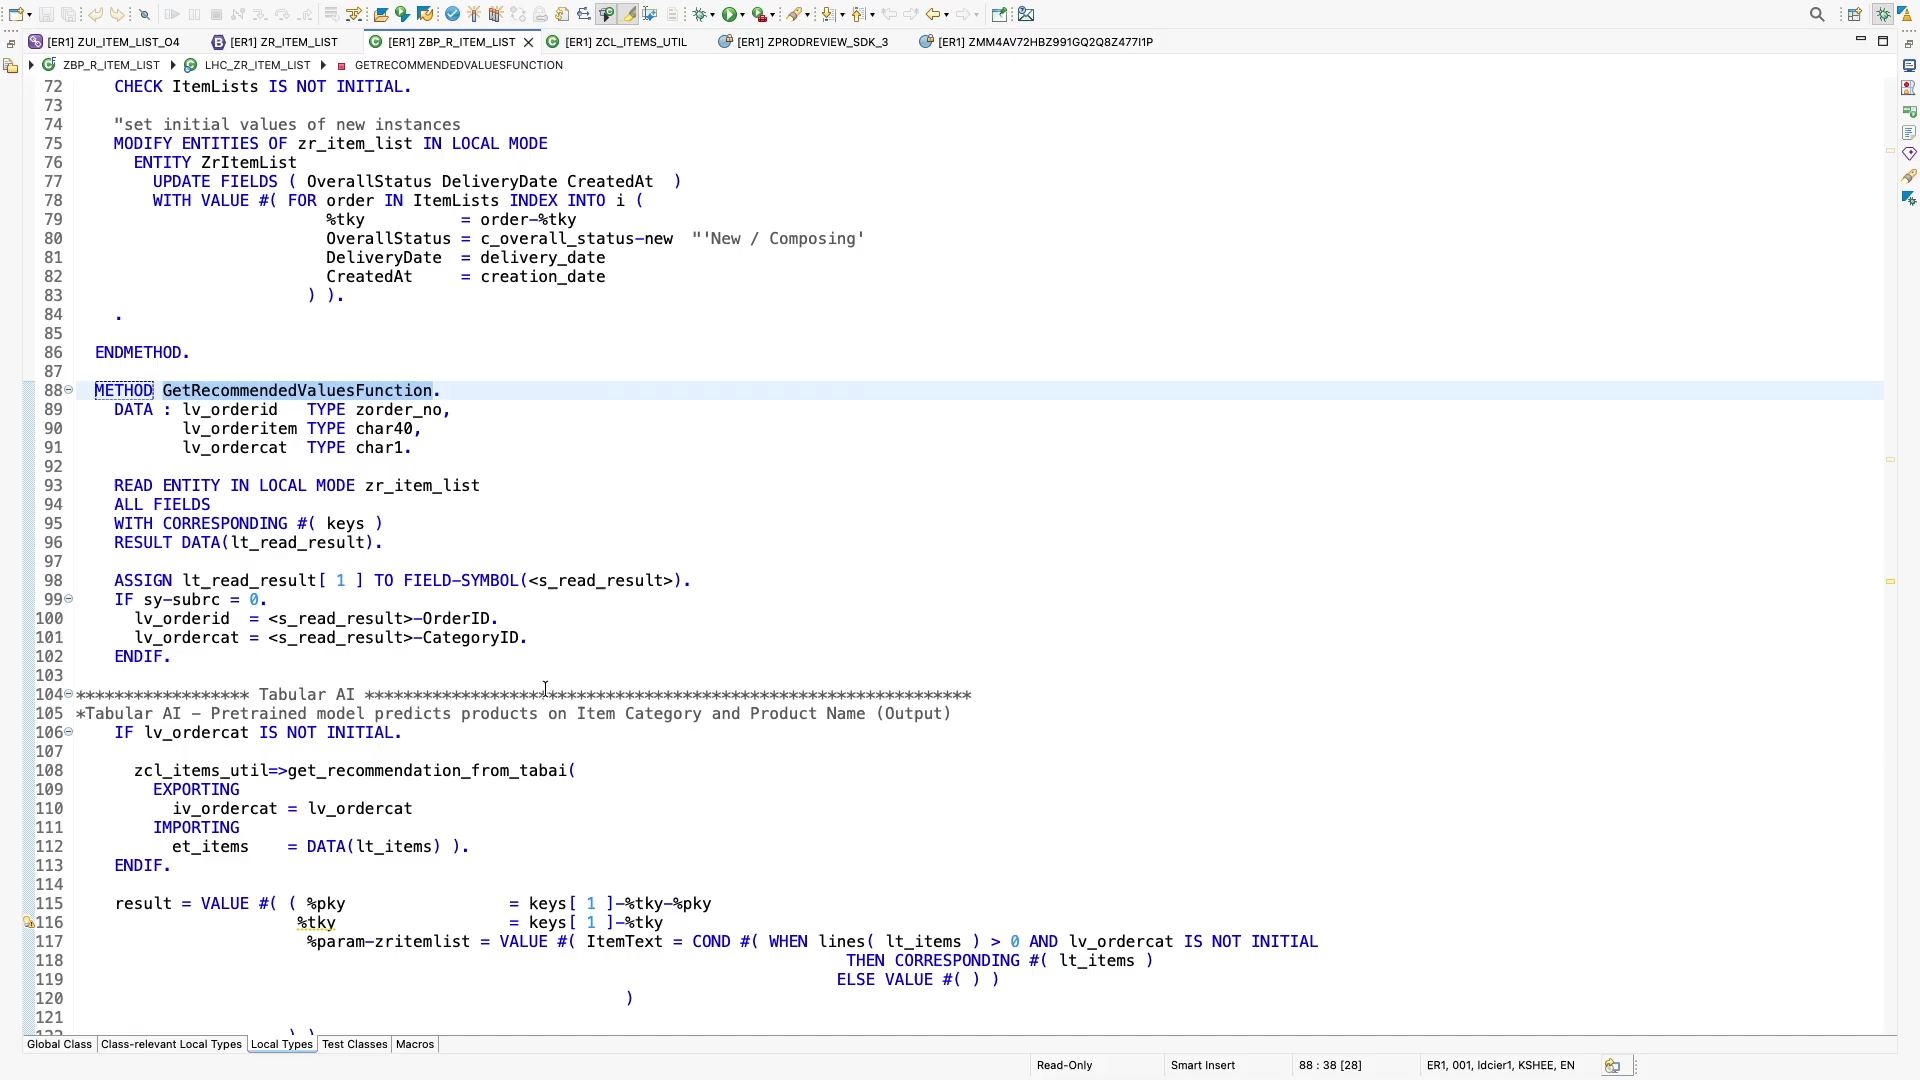 [ER1] ZUI_ITEM_LIST_O4 [ER1] ZR_ITEM_LIST [ER1] ZBP_R_ITEM_LIST [ER1] ZCL_ITEMS_UTIL [ER1] ZPRODREVIEW_SDK_3 [ER1] ZMM4AV72HBZ991GQ2Q8Z477I1P
ZBP_R_ITEM_LIST LHC_ZR_ITEM_LIST GETRECOMMENDEDVALUESFUNCTION
72 CHECK ItemLists IS NOT INITIAL.
73
74 "set initial values of new instances
75 MODIFY ENTITIES OF zr_item_list IN LOCAL MODE
76 ENTITY ZrItemList
77 UPDATE FIELDS ( OverallStatus DeliveryDate CreatedAt )
78 WITH VALUE #( FOR order IN ItemLists INDEX INTO i (
79 %tky = order-%tky
80 OverallStatus = c_overall_status-new "'New / Composing'
81 DeliveryDate = delivery_date
82 CreatedAt = creation_date
83 ) ).
84 .
85
86 ENDMETHOD.
87
88 METHOD GetRecommendedValuesFunction.
89 DATA : lv_orderid TYPE zorder_no,
90 lv_orderitem TYPE char40,
91 lv_ordercat TYPE char1.
92
93 READ ENTITY IN LOCAL MODE zr_item_list
94 ALL FIELDS
95 WITH CORRESPONDING #( keys )
96 RESULT DATA(lt_read_result).
97
98 ASSIGN lt_read_result[ 1 ] TO FIELD-SYMBOL(<s_read_result>).
99 IF sy-subrc = 0.
100 lv_orderid = <s_read_result>-OrderID.
101 lv_ordercat = <s_read_result>-CategoryID.
102 ENDIF.
103
104 ****************** Tabular AI ***************************************************************
105 *Tabular AI - Pretrained model predicts products on Item Category and Product Name (Output)
106 IF lv_ordercat IS NOT INITIAL.
107
108 zcl_items_util=>get_recommendation_from_tabai(
109 EXPORTING
110 iv_ordercat = lv_ordercat
111 IMPORTING
112 et_items = DATA(lt_items) ).
113 ENDIF.
114
115 result = VALUE #( ( %pky = keys[ 1 ]-%tky-%pky
116 %tky = keys[ 1 ]-%tky
117 %param-zritemlist = VALUE #( ItemText = COND #( WHEN lines( lt_items ) > 0 AND lv_ordercat IS NOT INITIAL
118 THEN CORRESPONDING #( lt_items )
119 ELSE VALUE #( ) )
120 )
121
Global Class Class-relevant Local Types Local Types Test Classes Macros
Read-Only Smart Insert 88 : 38 [28] ER1, 001, ldcier1, KSHEE, EN